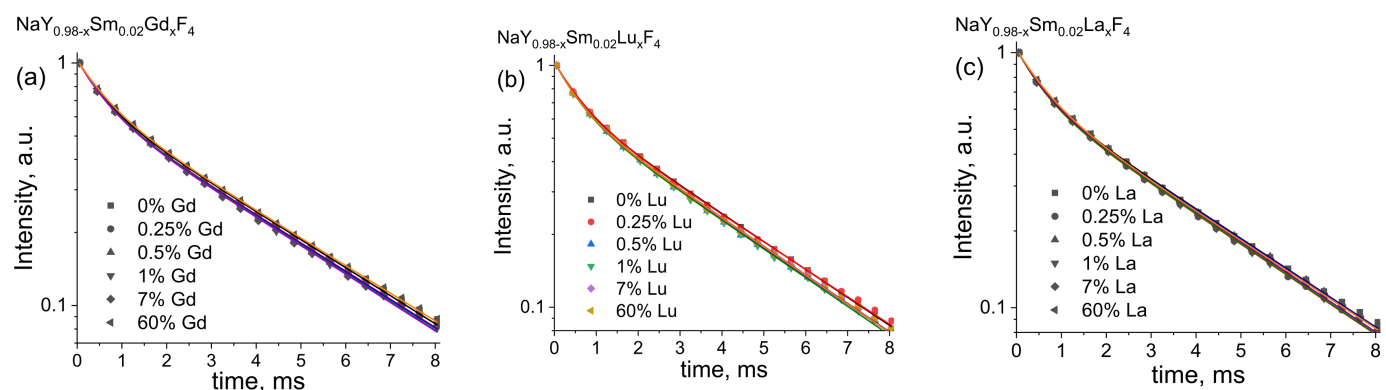 NaY0.98-xSm0.02GdxF4
(a)
1
0.1
Intensity, a.u.
0% Gd
0.25% Gd
0.5% Gd
1% Gd
7% Gd
60% Gd
0 1 2 3 4 5 6 7 8
time, ms
NaY0.98-xSm0.02LuxF4
(b)
1
0.1
Intensity, a.u.
0% Lu
0.25% Lu
0.5% Lu
1% Lu
7% Lu
60% Lu
0 1 2 3 4 5 6 7 8
time, ms
NaY0.98-xSm0.02LaxF4
(c)
1
0.1
Intensity, a.u.
0% La
0.25% La
0.5% La
1% La
7% La
60% La
0 1 2 3 4 5 6 7 8
time, ms